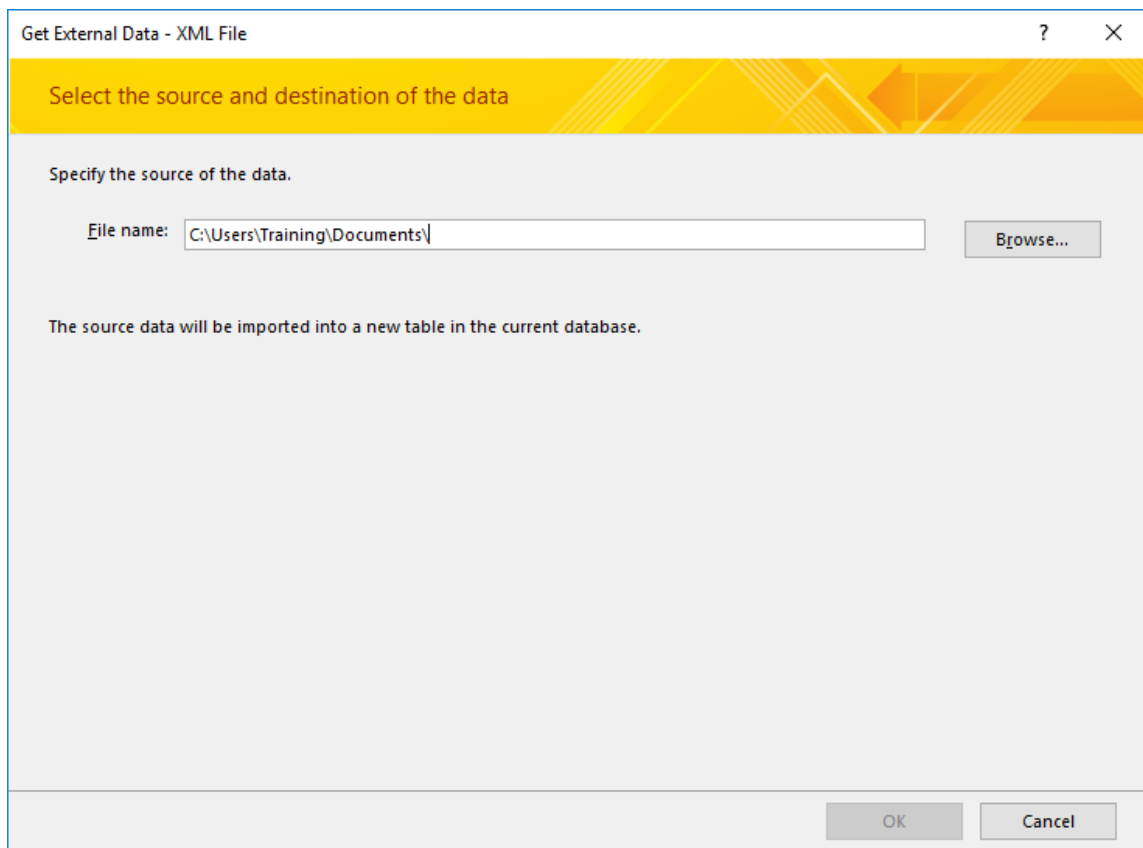 Get External Data - XML File
?
Select the source and destination of the data
Specify the source of the data.
File name: C:\Users\Training\Documents\ Browse...
The source data will be imported into a new table in the current database.
OK Cancel